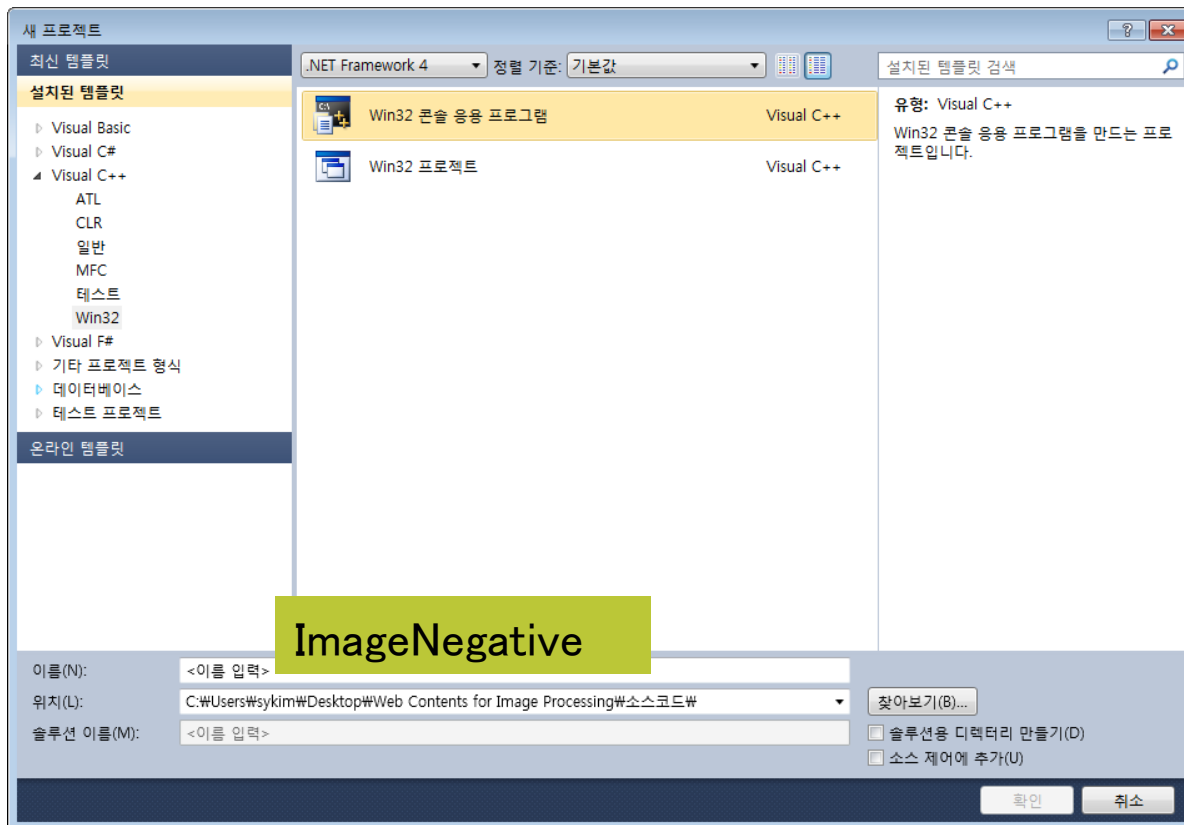 새 프로젝트
최신 템플릿
설치된 템플릿
Visual Basic
Visual C#
Visual C++
ATL
CLR
일반
MFC
테스트
Win32
Visual F#
기타 프로젝트 형식
데이터베이스
테스트 프로젝트
온라인 템플릿
.NET Framework 4
정렬 기준: 기본값
설치된 템플릿 검색
Win32 콘솔 응용 프로그램 Visual C++
Win32 프로젝트 Visual C++
유형: Visual C++
Win32 콘솔 응용 프로그램을 만드는 프로
젝트입니다.
ImageNegative
이름(N): <이름 입력>
위치(L): C:₩Users₩sykim₩Desktop₩Web Contents for Image Processing₩소스코드₩
찾아보기(B)...
솔루션 이름(M): <이름 입력>
솔루션용 디렉터리 만들기(D)
소스 제어에 추가(U)
확인 취소